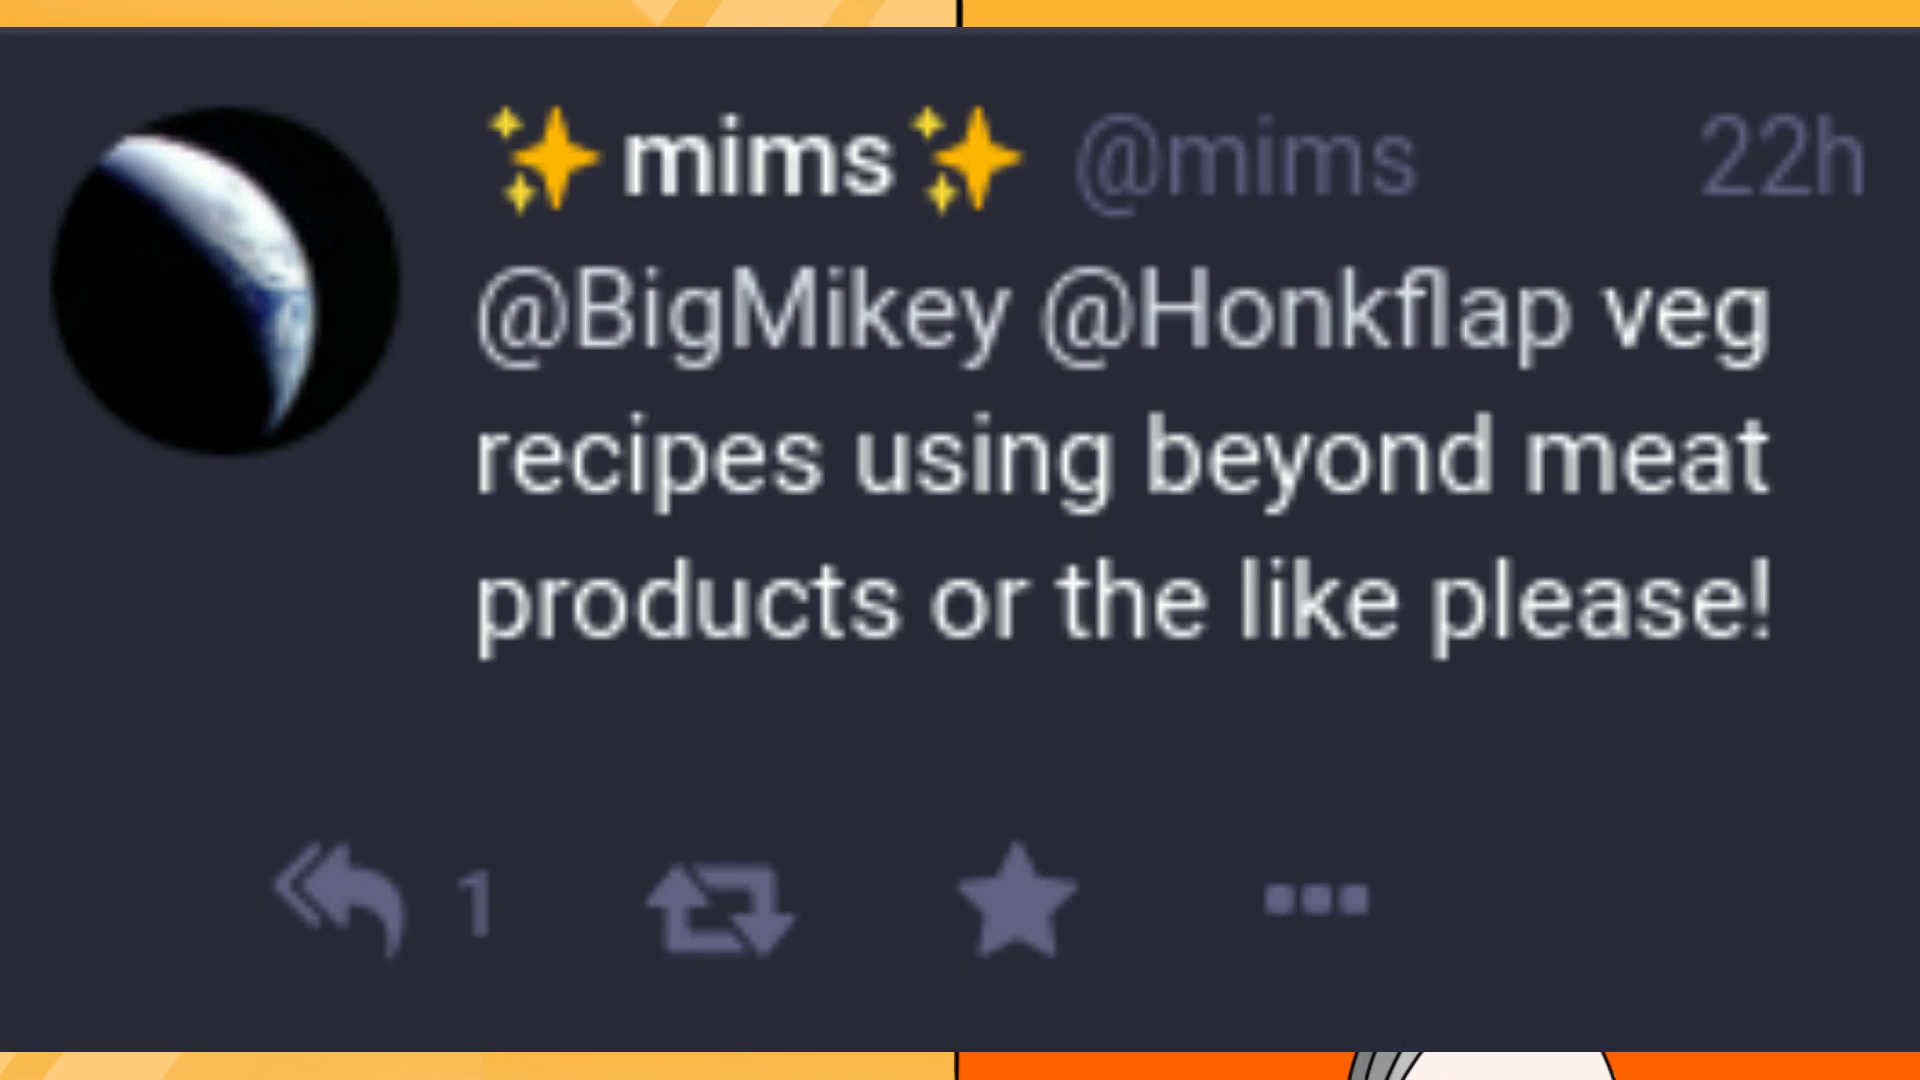 ✨mims✨ @mims 22h
@BigMikey @Honkflap veg
recipes using beyond meat
products or the like please!
1